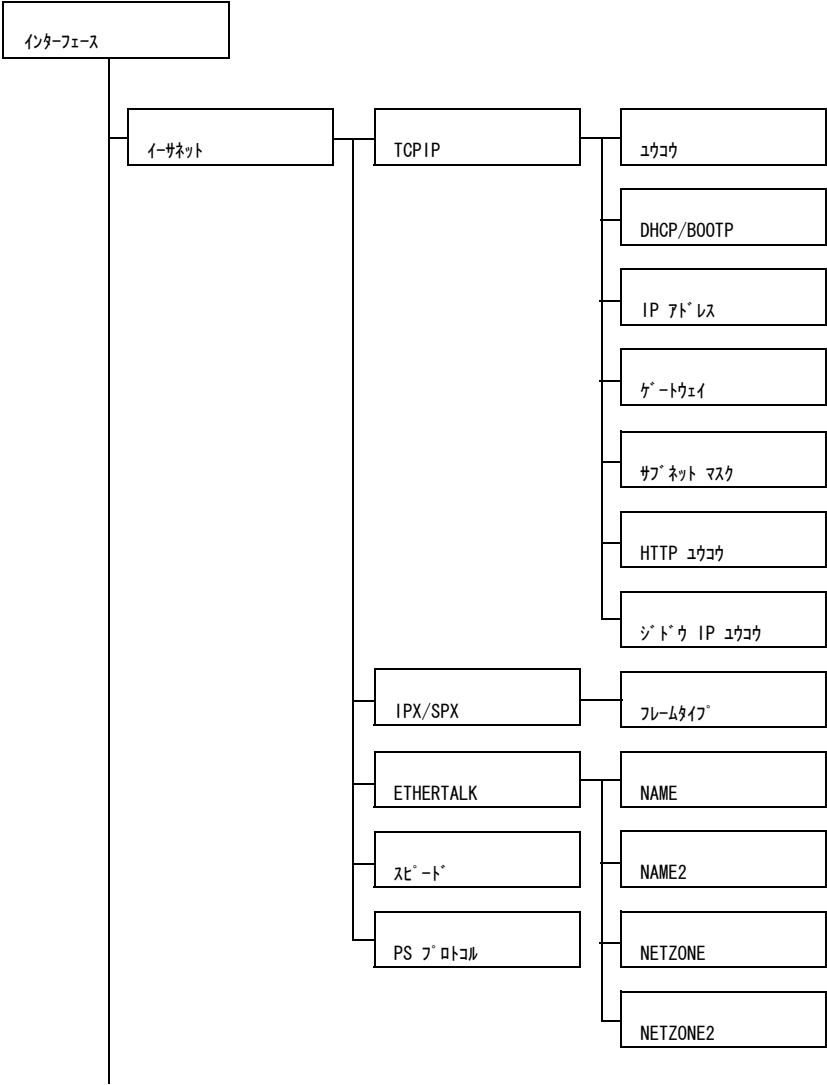 ｲﾝﾀｰﾌｪｰｽ
ｲｰｻﾈｯﾄ
TCPIP
ﾕｳｺｳ
DHCP/BOOTP
IP ｱﾄﾞﾚｽ
ｹﾞｰﾄｳｪｲ
ｻﾌﾞﾈｯﾄ ﾏｽｸ
HTTP ﾕｳｺｳ
ｼﾞﾄﾞｳ IP ﾕｳｺｳ
IPX/SPX
ﾌﾚｰﾑﾀｲﾌﾟ
ETHERTALK
NAME
ｽﾋﾟｰﾄﾞ
NAME2
PS ﾌﾟﾛﾄｺﾙ
NETZONE
NETZONE2